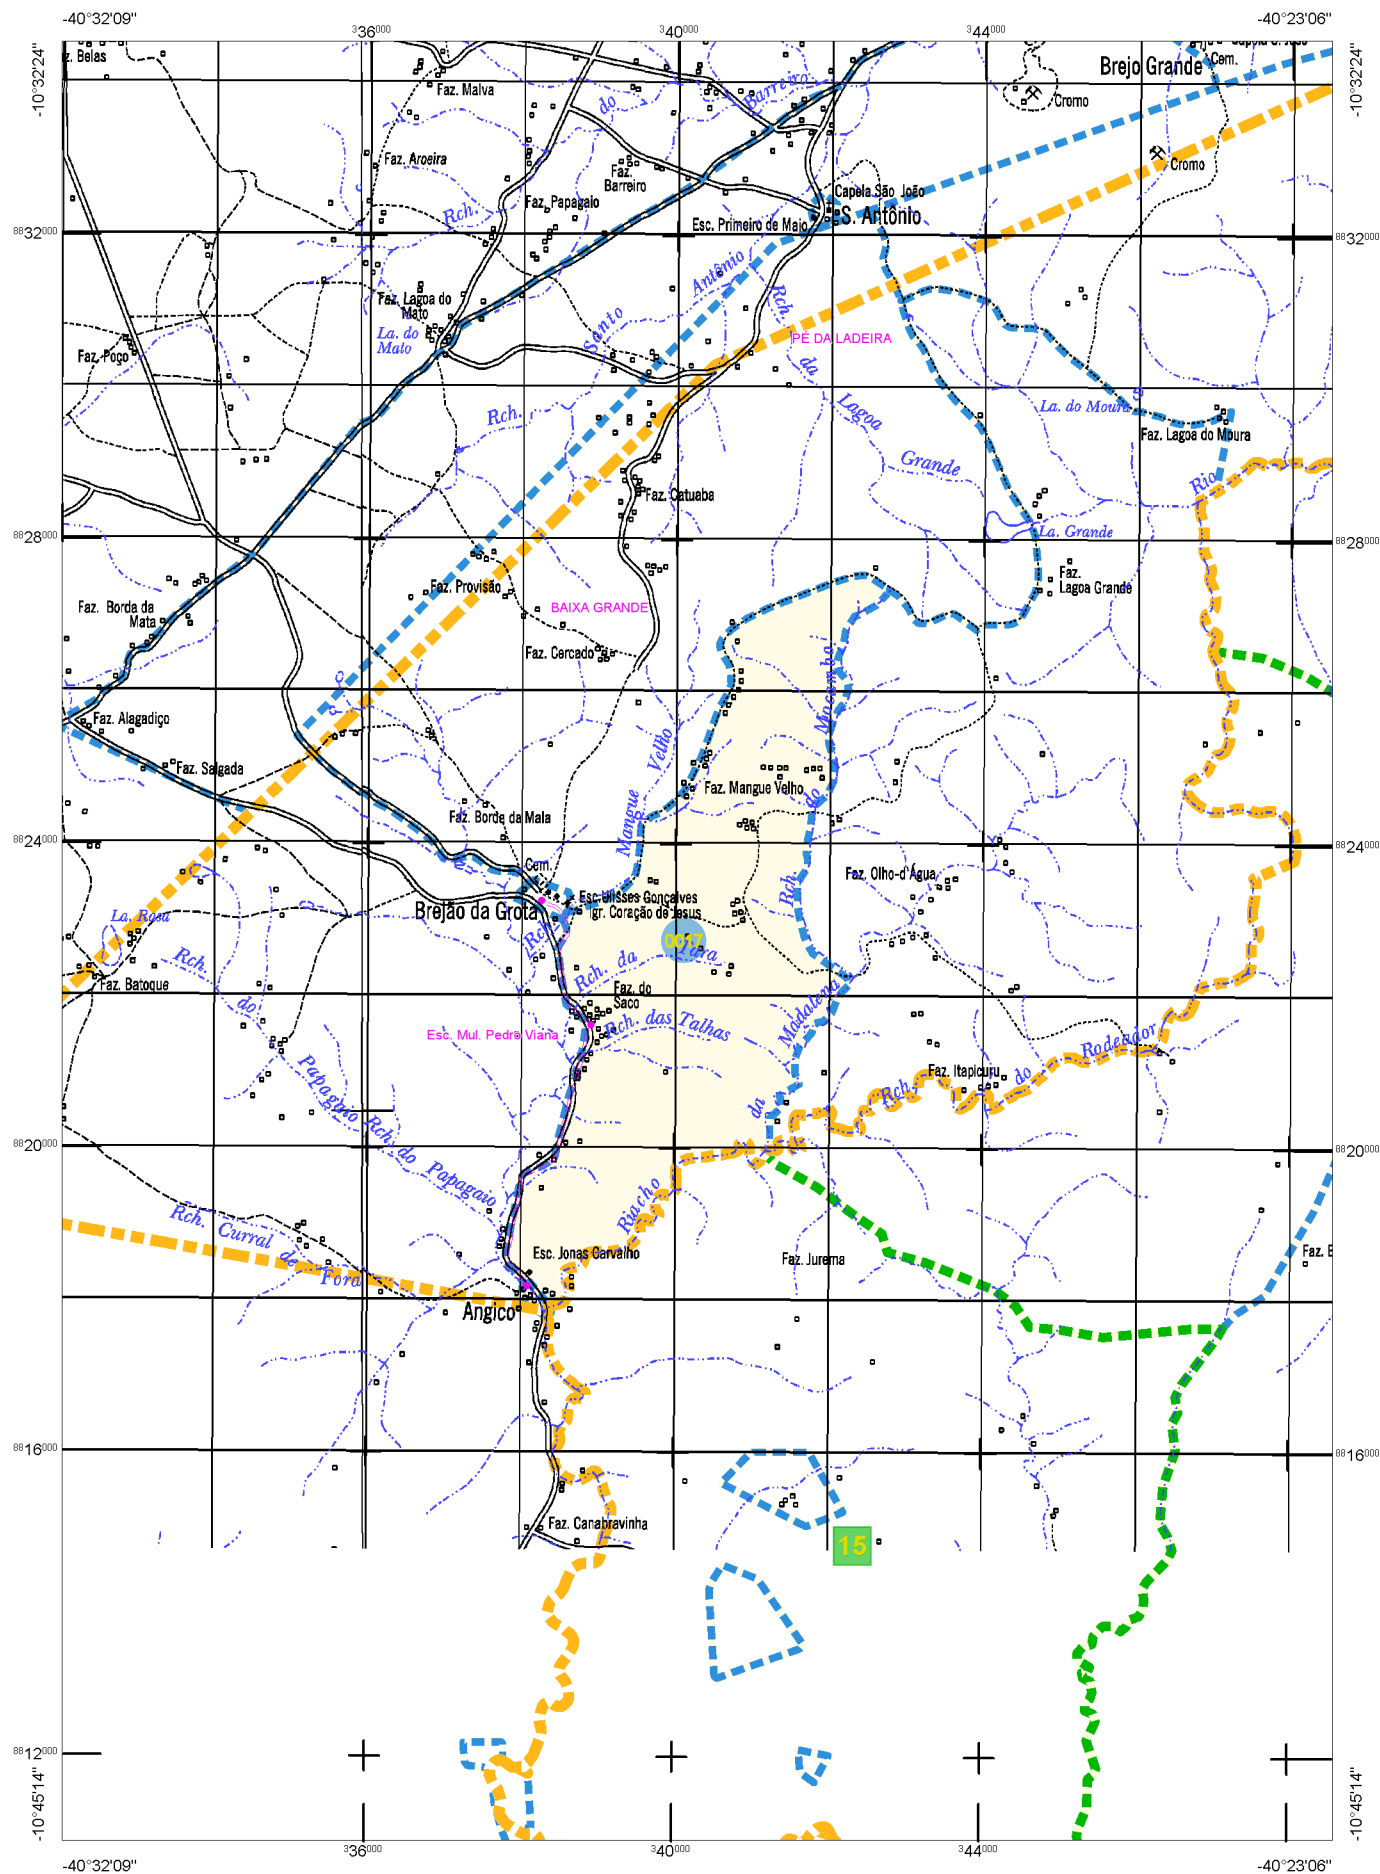 -40°32'09"
336000
340000
344000
-40°23'06"
-10°32'24"
-10°32'24"
z. Belas
Faz. Malva
do
Barreiro
Brejo Grande
Cem.
Cromo
Cromo
Faz. Aroeira
Faz.
Barreiro
Faz. Papagaio
Rch.
Capela São João
S. Antônio
Esc. Primeiro de Maio
8832000
8832000
Antônio
Rch.
Faz. Lagoa do
Mato
La. do
Mato
Santo
PÉ DA LADEIRA
da
Faz. Poço
Rch.
Lagoa
La. do Moura
Faz. Lagoa do Moura
Grande
Rio
Faz. Catuaba
La. Grande
8828000
8828000
Faz. Provisão
Faz.
Lagoa Grande
Faz. Borda da
Mata
BAIXA GRANDE
Faz. Cercado
Mocambo
Faz. Alagadiço
Velho
Faz. Salgada
Faz. Mangue Velho
do
Faz. Borda da Mala
Mangue
8824000
8824000
Cem.
Faz. Olho-d'Água
Rch.
Esc. Ulisses Gonçalves
Igr. Coração de Jesus
Brejão da Grota
La. Rasa
Rch.
0017
Rch.
Rch. da Tara
Faz. Batoque
Faz. do
Saco
Madalena
do
Rch. das Talhas
Esc. Mul. Pedro Viana
Rodeador
Papagaio
Faz. Itapicuru
do
Rch.
da
Rch. do Papagaio
8820000
8820000
Riacho
Rch. Curral de Fora
Esc. Jonas Carvalho
Faz. Jurema
Faz. E
Angico
8816000
8816000
Faz. Canabravinha
15
8812000
-10°45'14"
-10°45'14"
336000
340000
344000
-40°32'09"
-40°23'06"